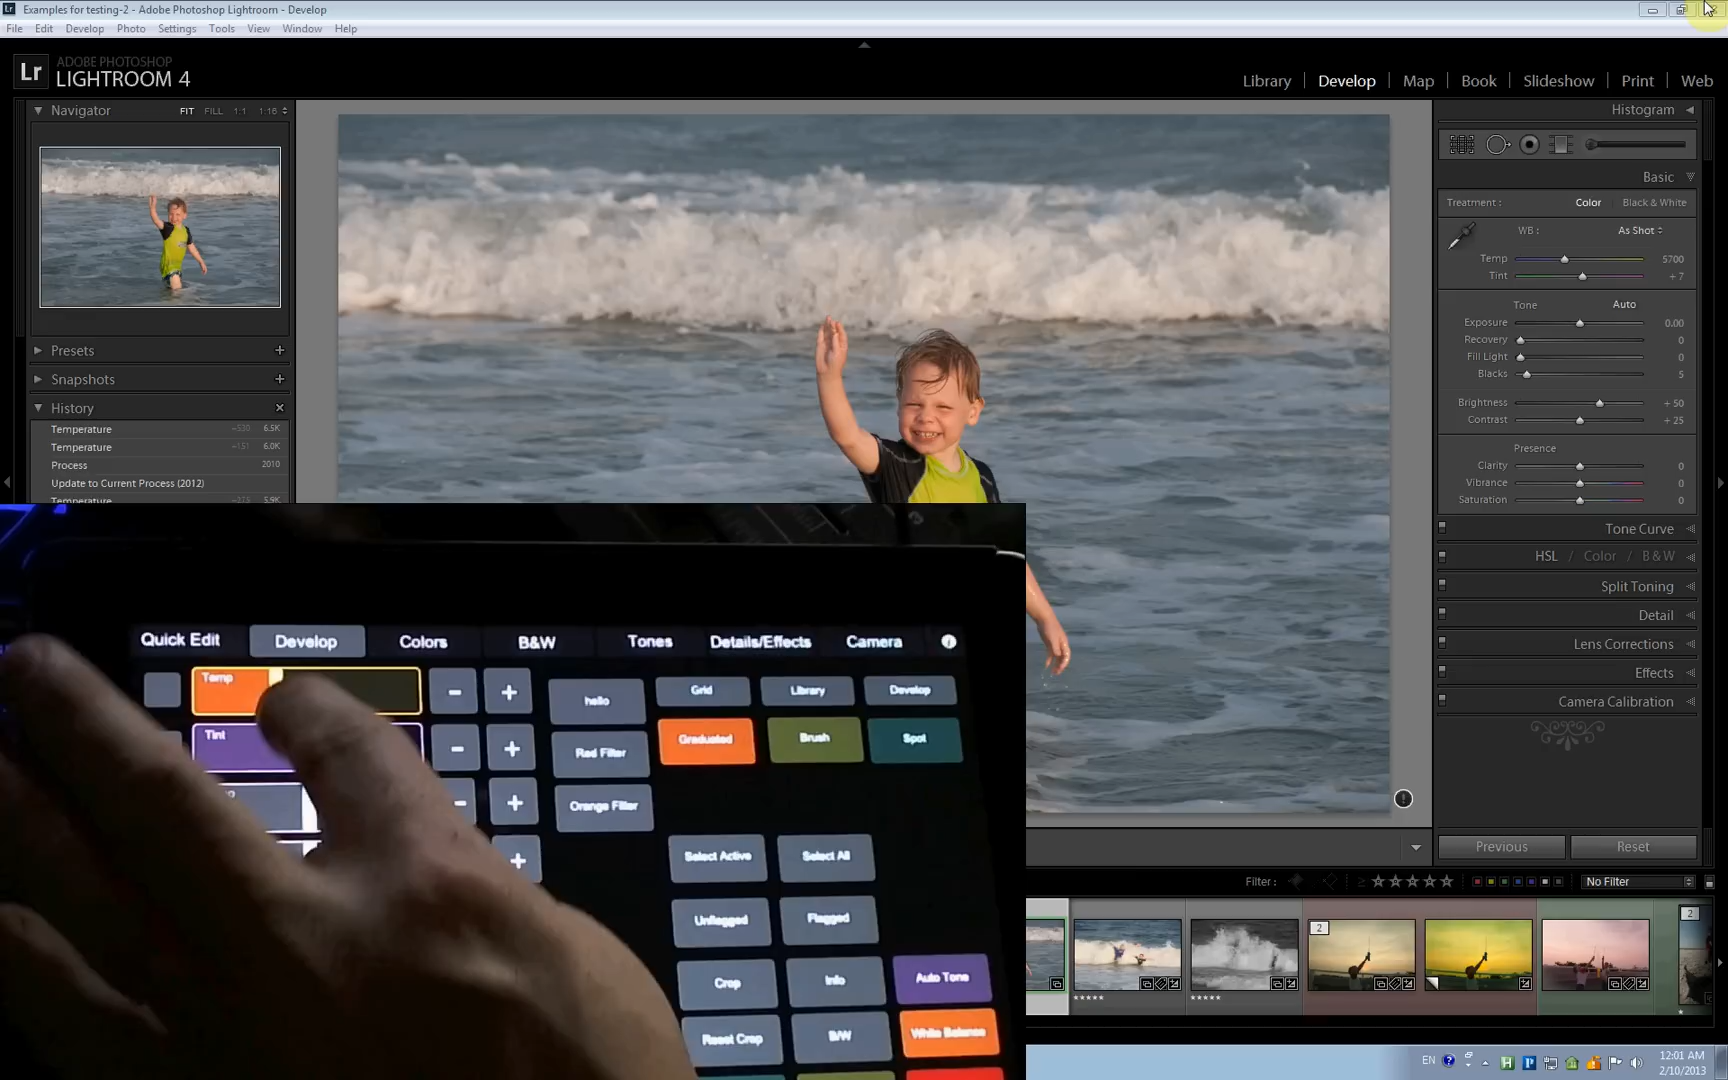 Lr Examples for testing-2 - Adobe Photoshop Lightroom - Develop
File Edit Develop Photo Settings Tools View Window Help
Lr ADOBE PHOTOSHOP
LIGHTROOM 4
Library | Develop | Map | Book | Slideshow | Print | Web
Navigator FIT FILL 1:1 1:16
Histogram
Basic
Treatment : Color Black & White
WB : As Shot
Temp 5700
Tint + 7
Tone Auto
Exposure 0.00
Recovery 0
Fill Light 0
Blacks 5
Brightness + 50
Contrast + 25
Presence
Clarity 0
Vibrance 0
Saturation 0
Tone Curve
HSL / Color / B & W
Split Toning
Detail
Lens Corrections
Effects
Camera Calibration
Previous Reset
Presets +
Snapshots +
History ×
Temperature -530 6.5K
Temperature 6.0K
Process 2010
Update to Current Process (2012)
Temperature 5.9K
Quick Edit Develop Colors B&W Tones Details/Effects Camera
Temp - + hello Grid Library Develop
Tint - + Red Filter Graduated Brush Spot
- + Orange Filter
+ Select Active Select All
Unflagged Flagged
Crop Info Auto Tone
Reset Crop B/W White Balance
Filter : No Filter
2
2
EN 12:01 AM
2/10/2013